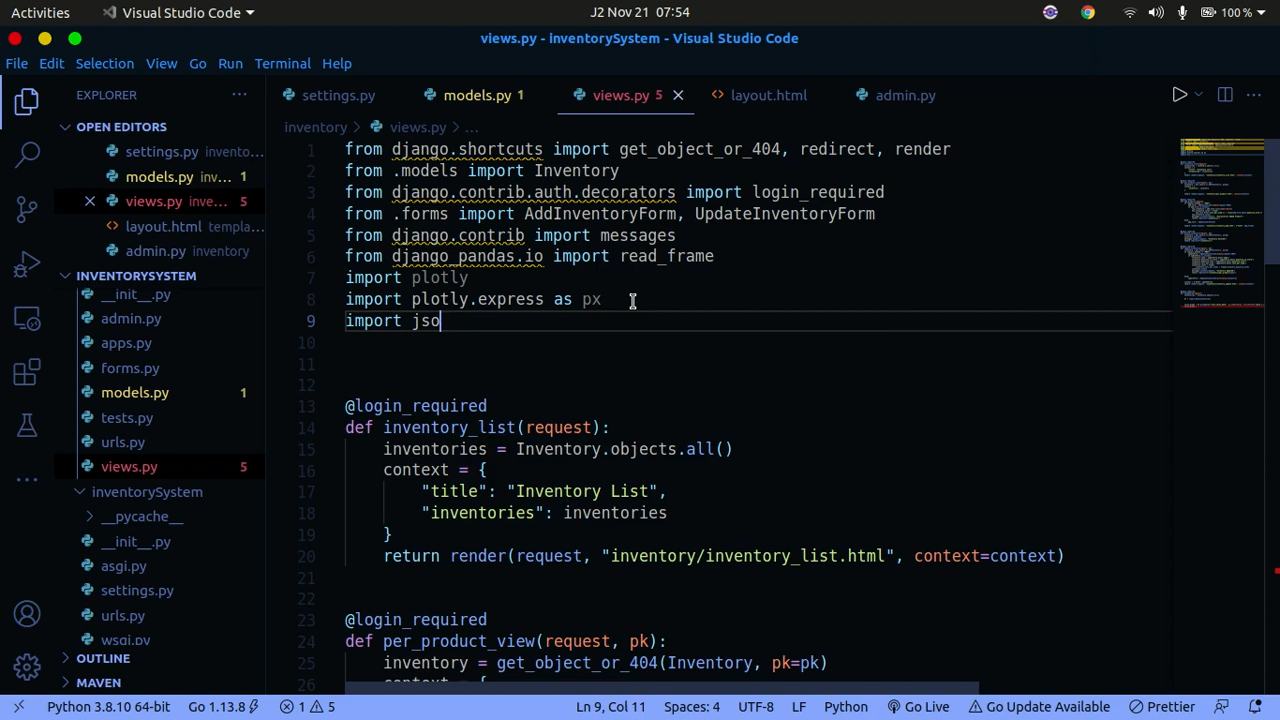 Activities Visual Studio Code J2 Nov 21 07:54 100 %
views.py - inventorySystem - Visual Studio Code
File Edit Selection View Go Run Terminal Help
EXPLORER
settings.py models.py 1 views.py 5 layout.html admin.py
OPEN EDITORS
settings.py invento...
models.py inv... 1
views.py inve... 5
layout.html templa...
admin.py inventory
INVENTORYSYSTEM
__init__.py
admin.py
apps.py
forms.py
models.py 1
tests.py
urls.py
views.py 5
inventorySystem
__pycache__
__init__.py
asgi.py
settings.py
urls.py
wsgi.py
OUTLINE
MAVEN
inventory > views.py > ...
1 from django.shortcuts import get_object_or_404, redirect, render
2 from .models import Inventory
3 from django.contrib.auth.decorators import login_required
4 from .forms import AddInventoryForm, UpdateInventoryForm
5 from django.contrib import messages
6 from django_pandas.io import read_frame
7 import plotly
8 import plotly.express as px
9 import jso
10
11
12
13 @login_required
14 def inventory_list(request):
15 inventories = Inventory.objects.all()
16 context = {
17 "title": "Inventory List",
18 "inventories": inventories
19 }
20 return render(request, "inventory/inventory_list.html", context=context)
21
22
23 @login_required
24 def per_product_view(request, pk):
25 inventory = get_object_or_404(Inventory, pk=pk)
26 context = {
Python 3.8.10 64-bit Go 1.13.8 1 5 Ln 9, Col 11 Spaces: 4 UTF-8 LF Python Go Live Go Update Available Prettier